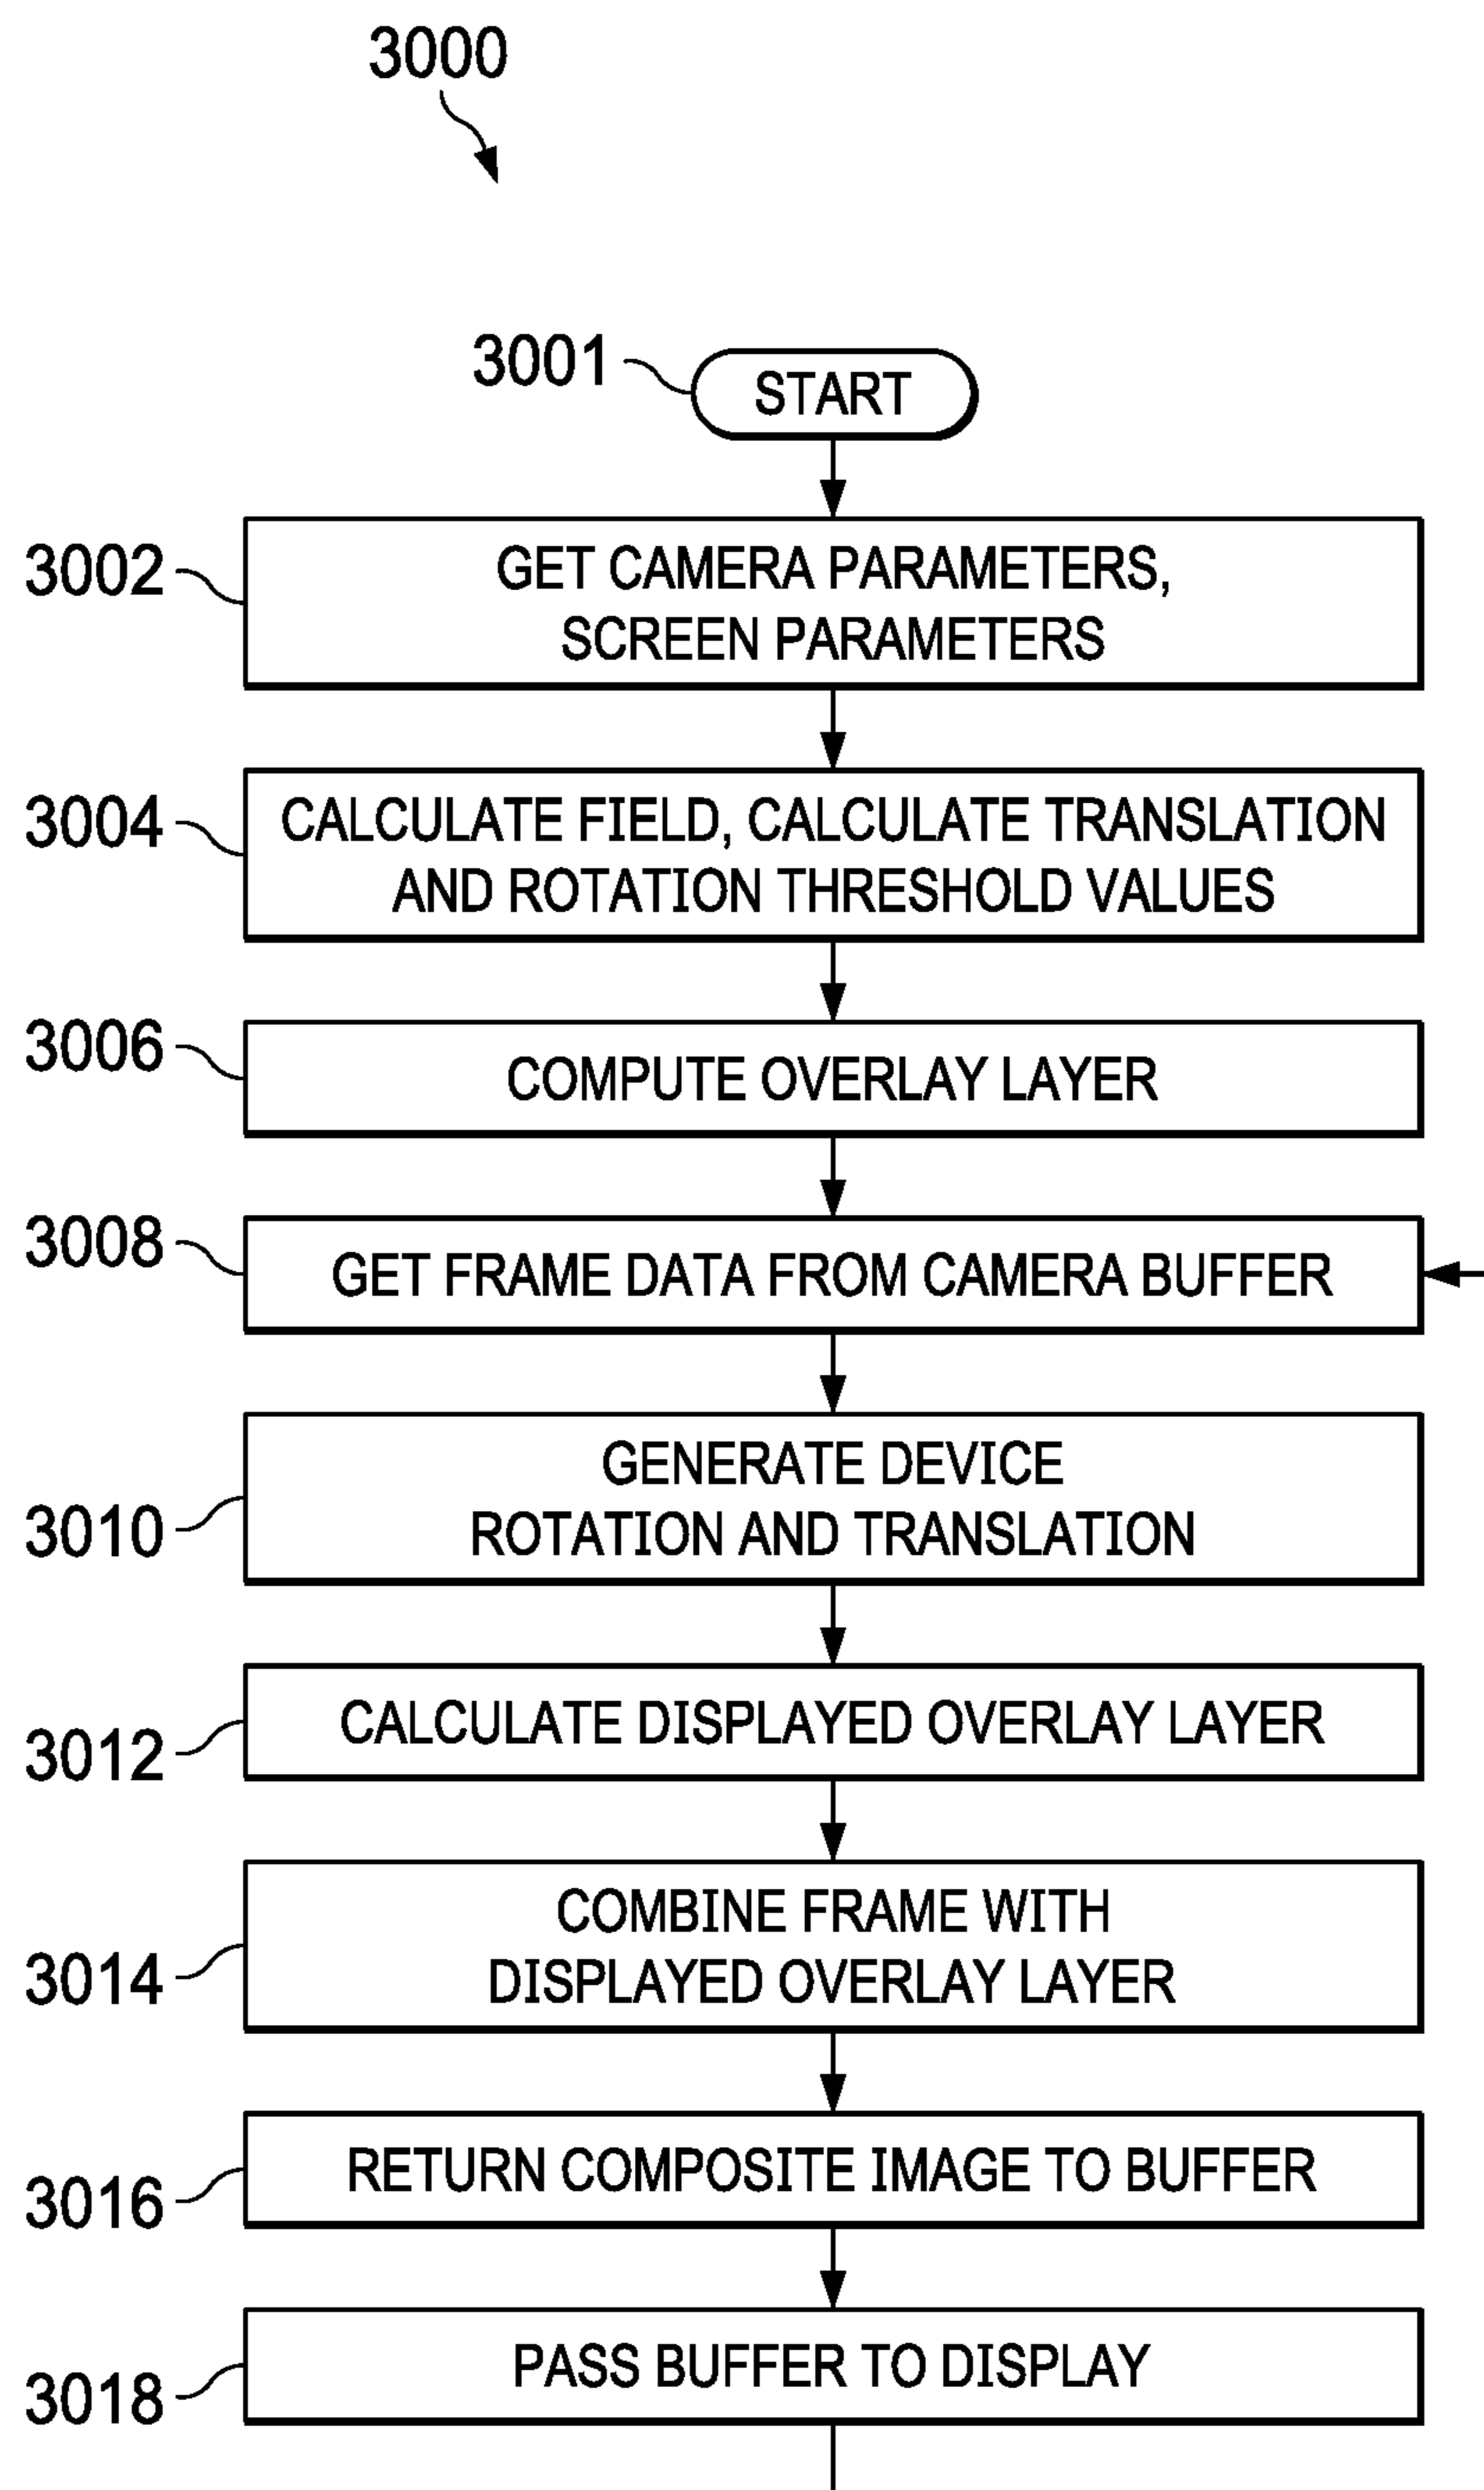 3000
3001
START
3002
GET CAMERA PARAMETERS,
SCREEN PARAMETERS
3004
CALCULATE FIELD, CALCULATE TRANSLATION
AND ROTATION THRESHOLD VALUES
3006
COMPUTE OVERLAY LAYER
3008
GET FRAME DATA FROM CAMERA BUFFER
GENERATE DEVICE
3010
ROTATION AND TRANSLATION
CALCULATE DISPLAYED OVERLAY LAYER
3012
COMBINE FRAME WITH
3014
DISPLAYED OVERLAY LAYER
RETURN COMPOSITE IMAGE TO BUFFER
3016
PASS BUFFER TO DISPLAY
3018